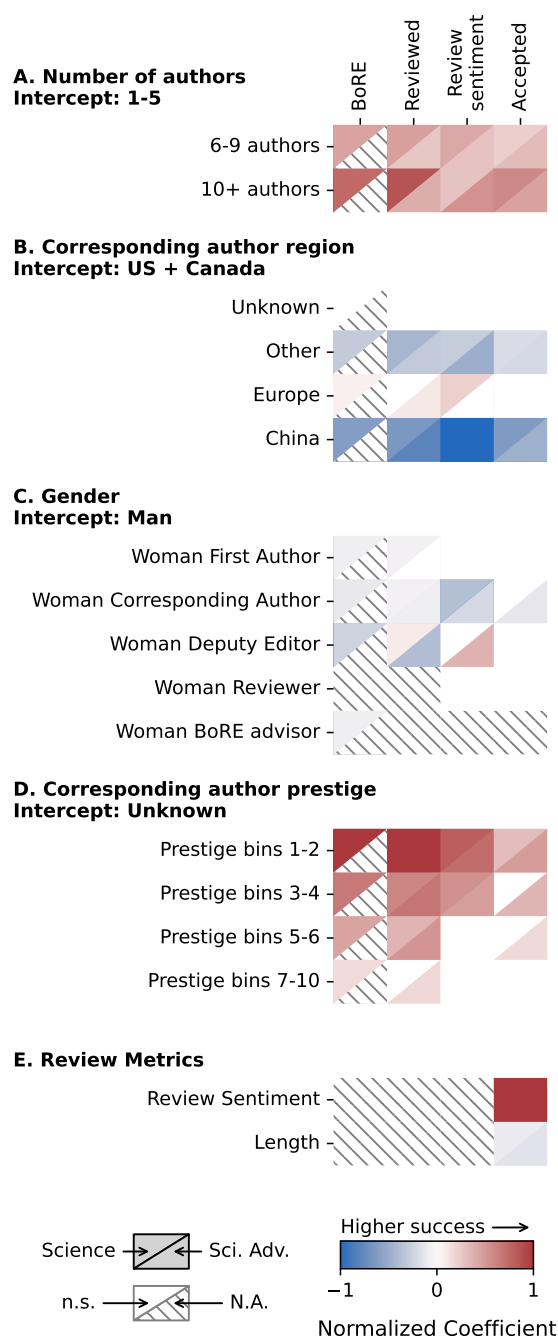 BoRE
Reviewed
Review
sentiment
Accepted
A. Number of authors
Intercept: 1-5
6-9 authors
10+ authors
B. Corresponding author region
Intercept: US + Canada
Unknown
Other
Europe
China
C. Gender
Intercept: Man
Woman First Author
Woman Corresponding Author
Woman Deputy Editor
Woman Reviewer
Woman BoRE advisor
D. Corresponding author prestige
Intercept: Unknown
Prestige bins 1-2
Prestige bins 3-4
Prestige bins 5-6
Prestige bins 7-10
E. Review Metrics
Review Sentiment
Length
Science
Sci. Adv.
n.s.
N.A.
Higher success
−1
0
1
Normalized Coefficient